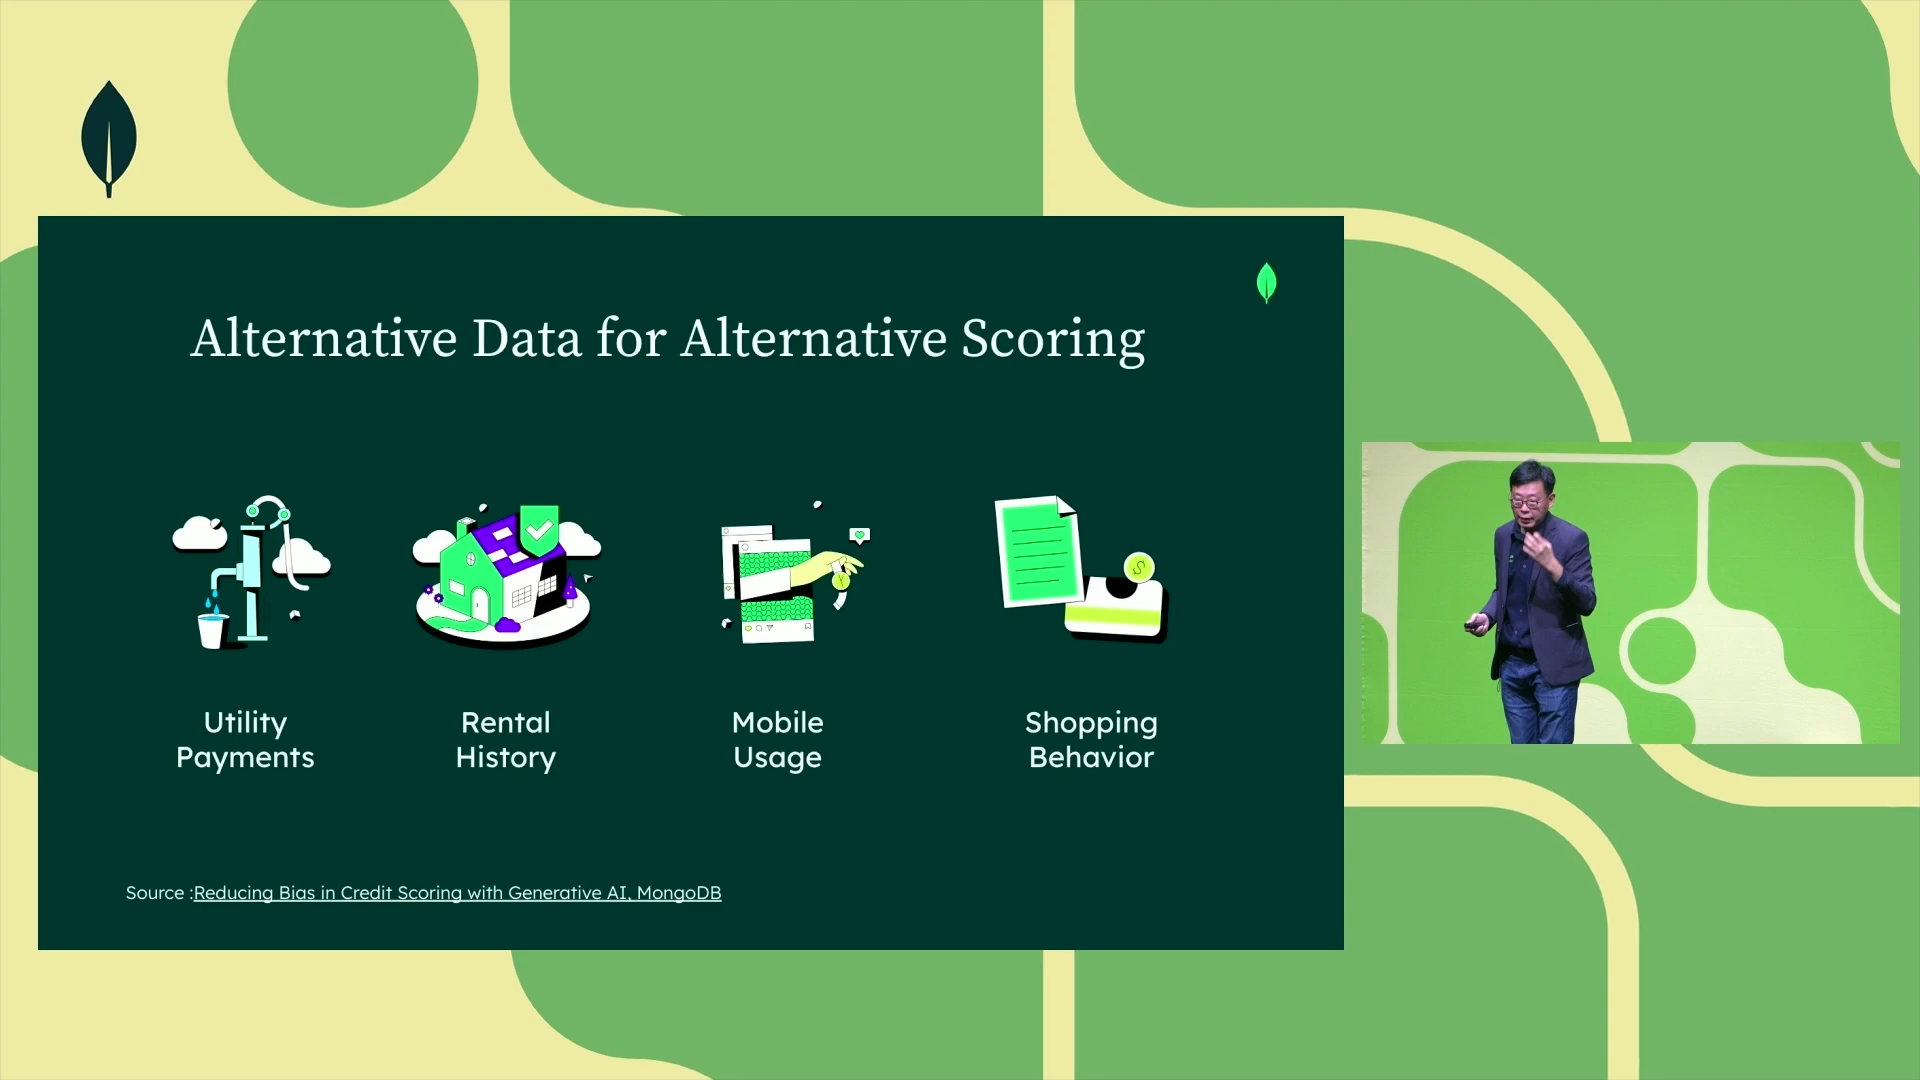 Alternative Data for Alternative Scoring
Utility
Payments
Rental
History
Mobile
Usage
Shopping
Behavior
Source :Reducing Bias in Credit Scoring with Generative AI, MongoDB